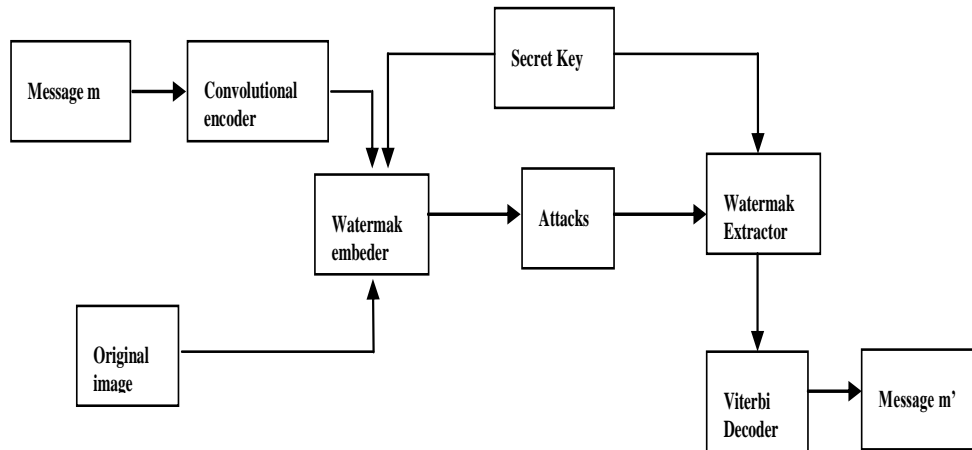 Secret Key
Message m
Convolutional
encoder
Watermak
embeder
Attacks
Watermak
Extractor
Original
image
Viterbi
Decoder
Message m’